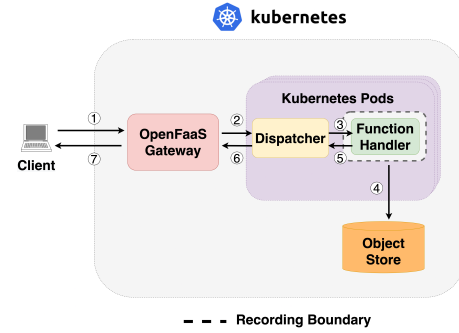 kubernetes
Kubernetes Pods
①
②
③
OpenFaaS
Gateway
Dispatcher
Function
Handler
⑦
⑥
⑤
Client
④
Object
Store
Recording Boundary